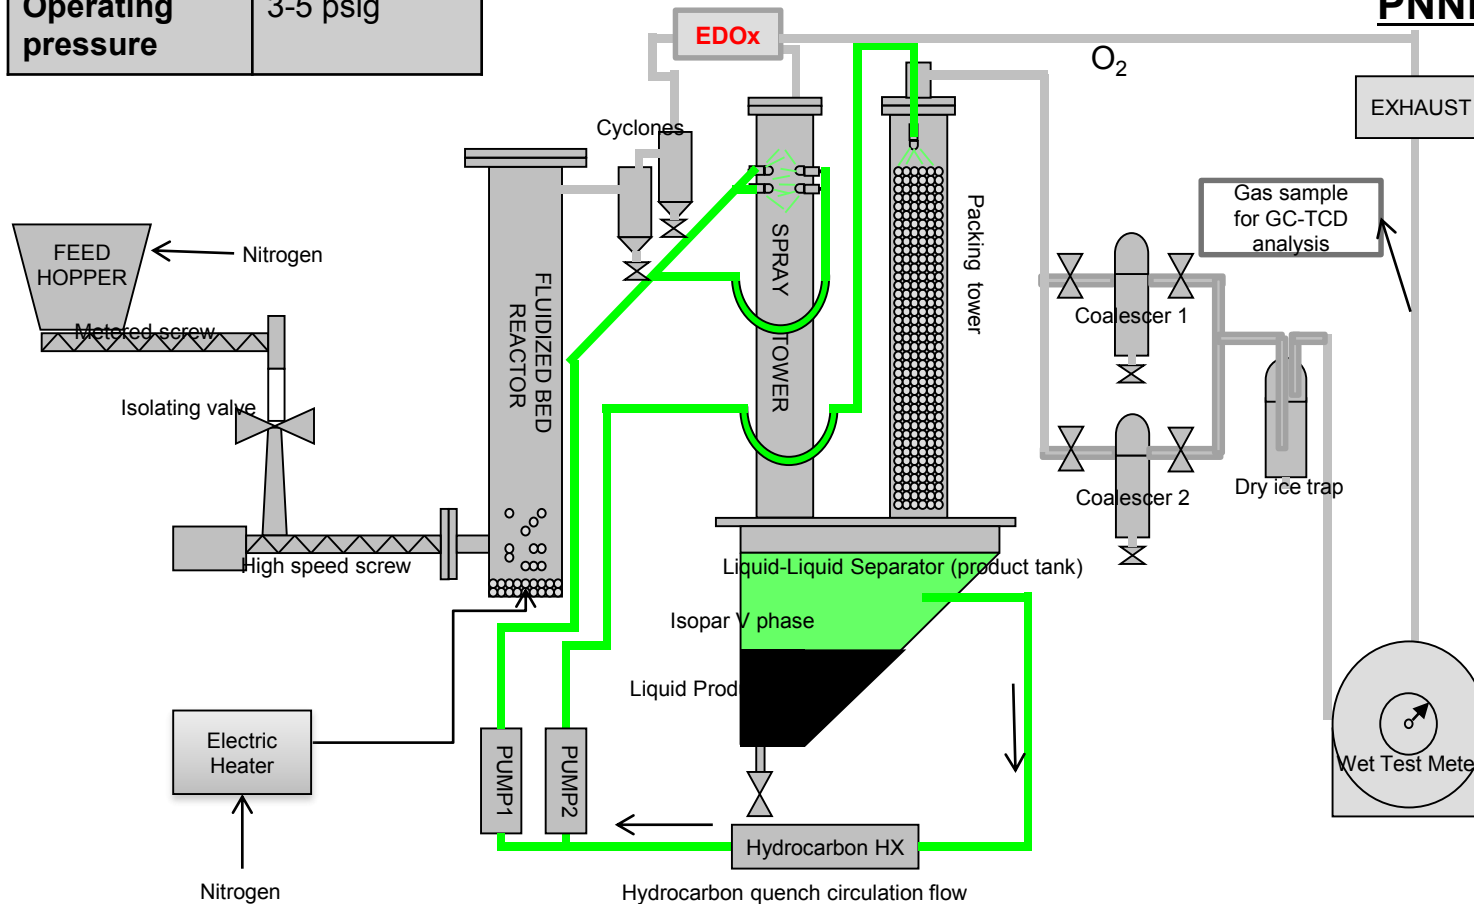 Operating pressure
3-5 psig
EDOx
O2
EXHAUST
Cyclones
Gas sample
for GC-TCD
analysis
FEED
HOPPER
Nitrogen
Metered screw
Isolating valve
FLUIDIZED BED
REACTOR
SPRAY TOWER
Packing tower
Coalescer 1
Coalescer 2
Dry ice trap
High speed screw
Liquid-Liquid Separator (product tank)
Isopar V phase
Liquid Prod
Electric
Heater
PUMP1
PUMP2
Wet Test Mete
Hydrocarbon HX
Nitrogen
Hydrocarbon quench circulation flow